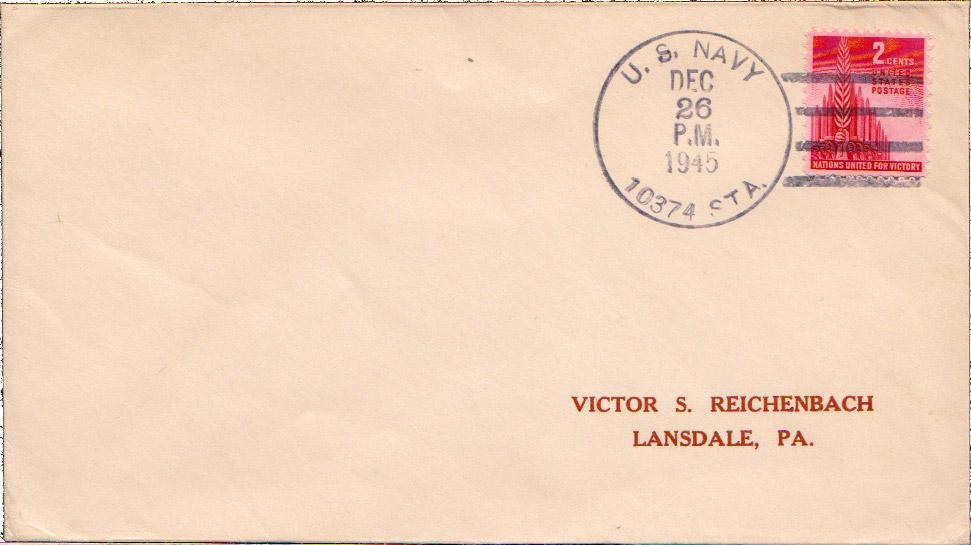 U. S. NAVY
DEC
26
P.M.
1945
10374 STA.
2 CENTS
UNITED
STATES
POSTAGE
NATIONS UNITED FOR VICTORY
VICTOR S. REICHENBACH
LANSDALE, PA.